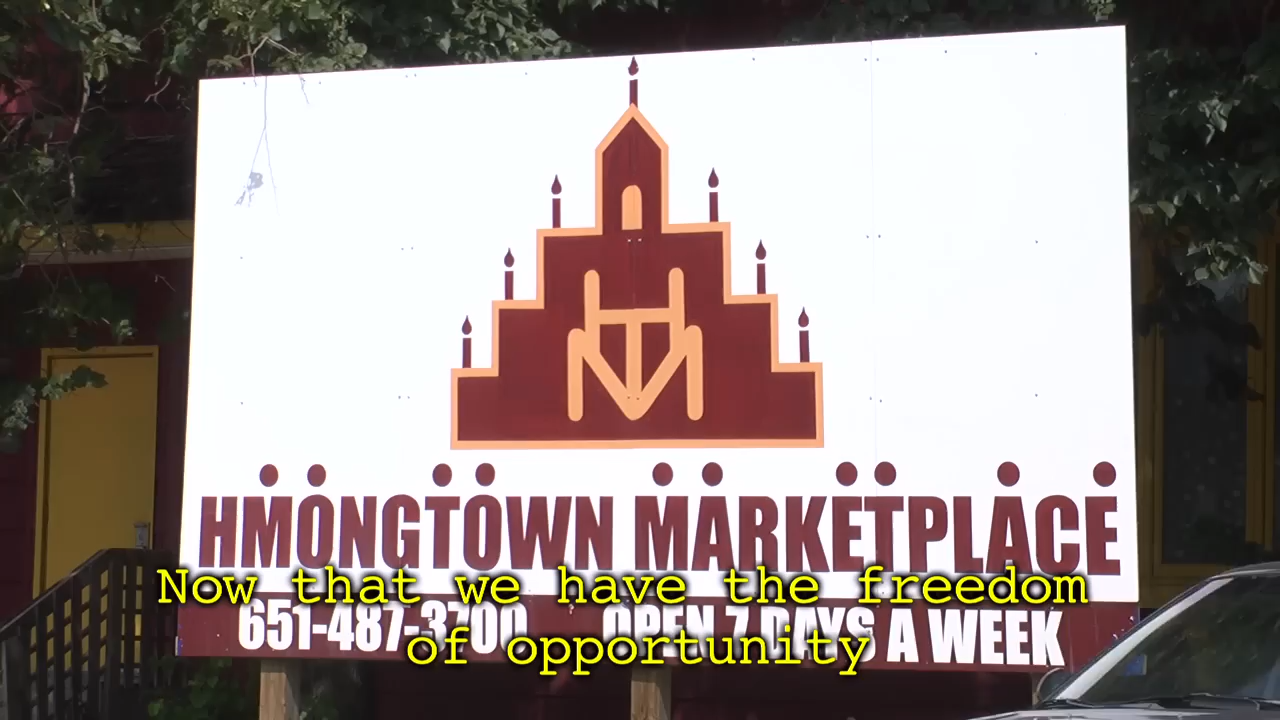 HMONGTOWN MARKETPLACE
651-487-3700 OPEN 7 DAYS A WEEK
Now that we have the freedom
of opportunity